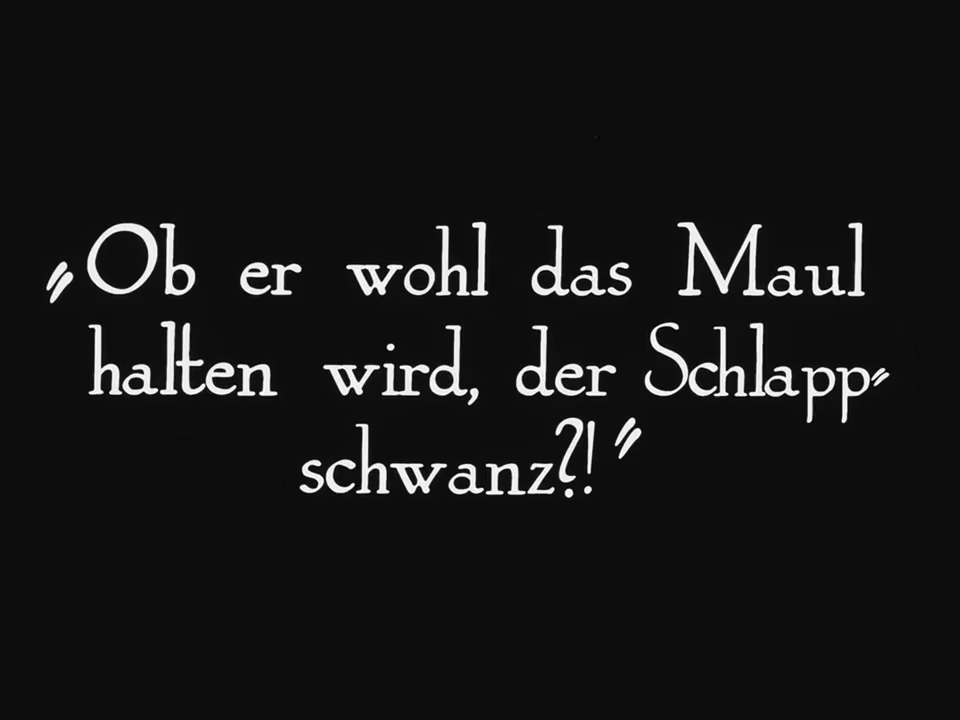 „Ob er wohl das Maul
halten wird, der Schlapp⸗
schwanz?!”